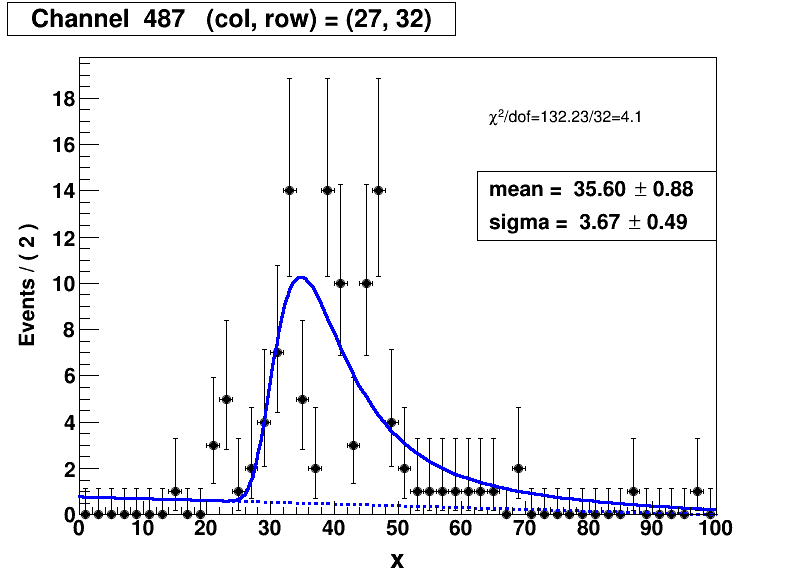 Channel 487 (col, row) = (27, 32)
χ²/dof=132.23/32=4.1
mean = 35.60 ± 0.88
sigma = 3.67 ± 0.49
Events / ( 2 )
18
16
14
12
10
8
6
4
2
0
0 10 20 30 40 50 60 70 80 90 100
x